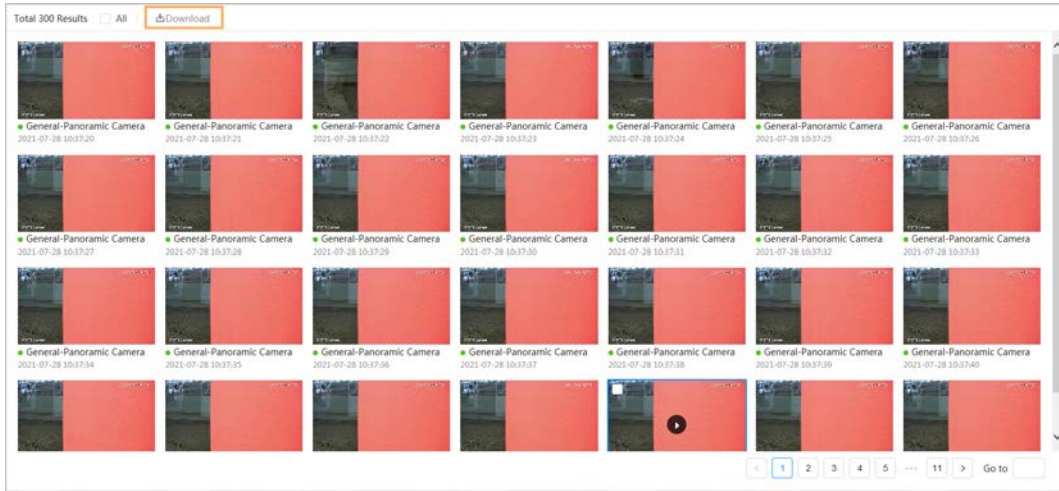 Total 300 Results All Download
General-Panoramic Camera General-Panoramic Camera General-Panoramic Camera General-Panoramic Camera General-Panoramic Camera General-Panoramic Camera General-Panoramic Camera
2021-07-28 10:37:20 2021-07-28 10:37:21 2021-07-28 10:37:22 2021-07-28 10:37:23 2021-07-28 10:37:24 2021-07-28 10:37:25 2021-07-28 10:37:26
General-Panoramic Camera General-Panoramic Camera General-Panoramic Camera General-Panoramic Camera General-Panoramic Camera General-Panoramic Camera General-Panoramic Camera
2021-07-28 10:37:27 2021-07-28 10:37:28 2021-07-28 10:37:29 2021-07-28 10:37:30 2021-07-28 10:37:31 2021-07-28 10:37:32 2021-07-28 10:37:33
General-Panoramic Camera General-Panoramic Camera General-Panoramic Camera General-Panoramic Camera General-Panoramic Camera General-Panoramic Camera General-Panoramic Camera
2021-07-28 10:37:34 2021-07-28 10:37:35 2021-07-28 10:37:36 2021-07-28 10:37:37 2021-07-28 10:37:38 2021-07-28 10:37:39 2021-07-28 10:37:40
< 1 2 3 4 5 ••• 11 > Go to